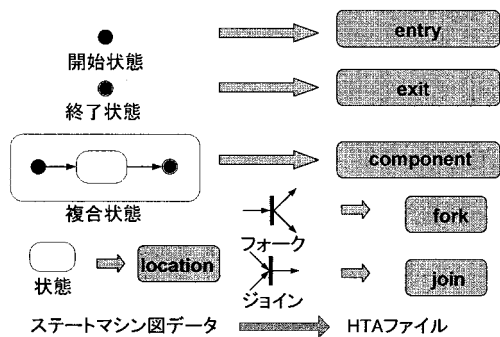 entry
開始状態
exit
終了状態
component
複合状態
fork
フォーク
location
状態
join
ジョイン
ステートマシン図データ
HTAファイル